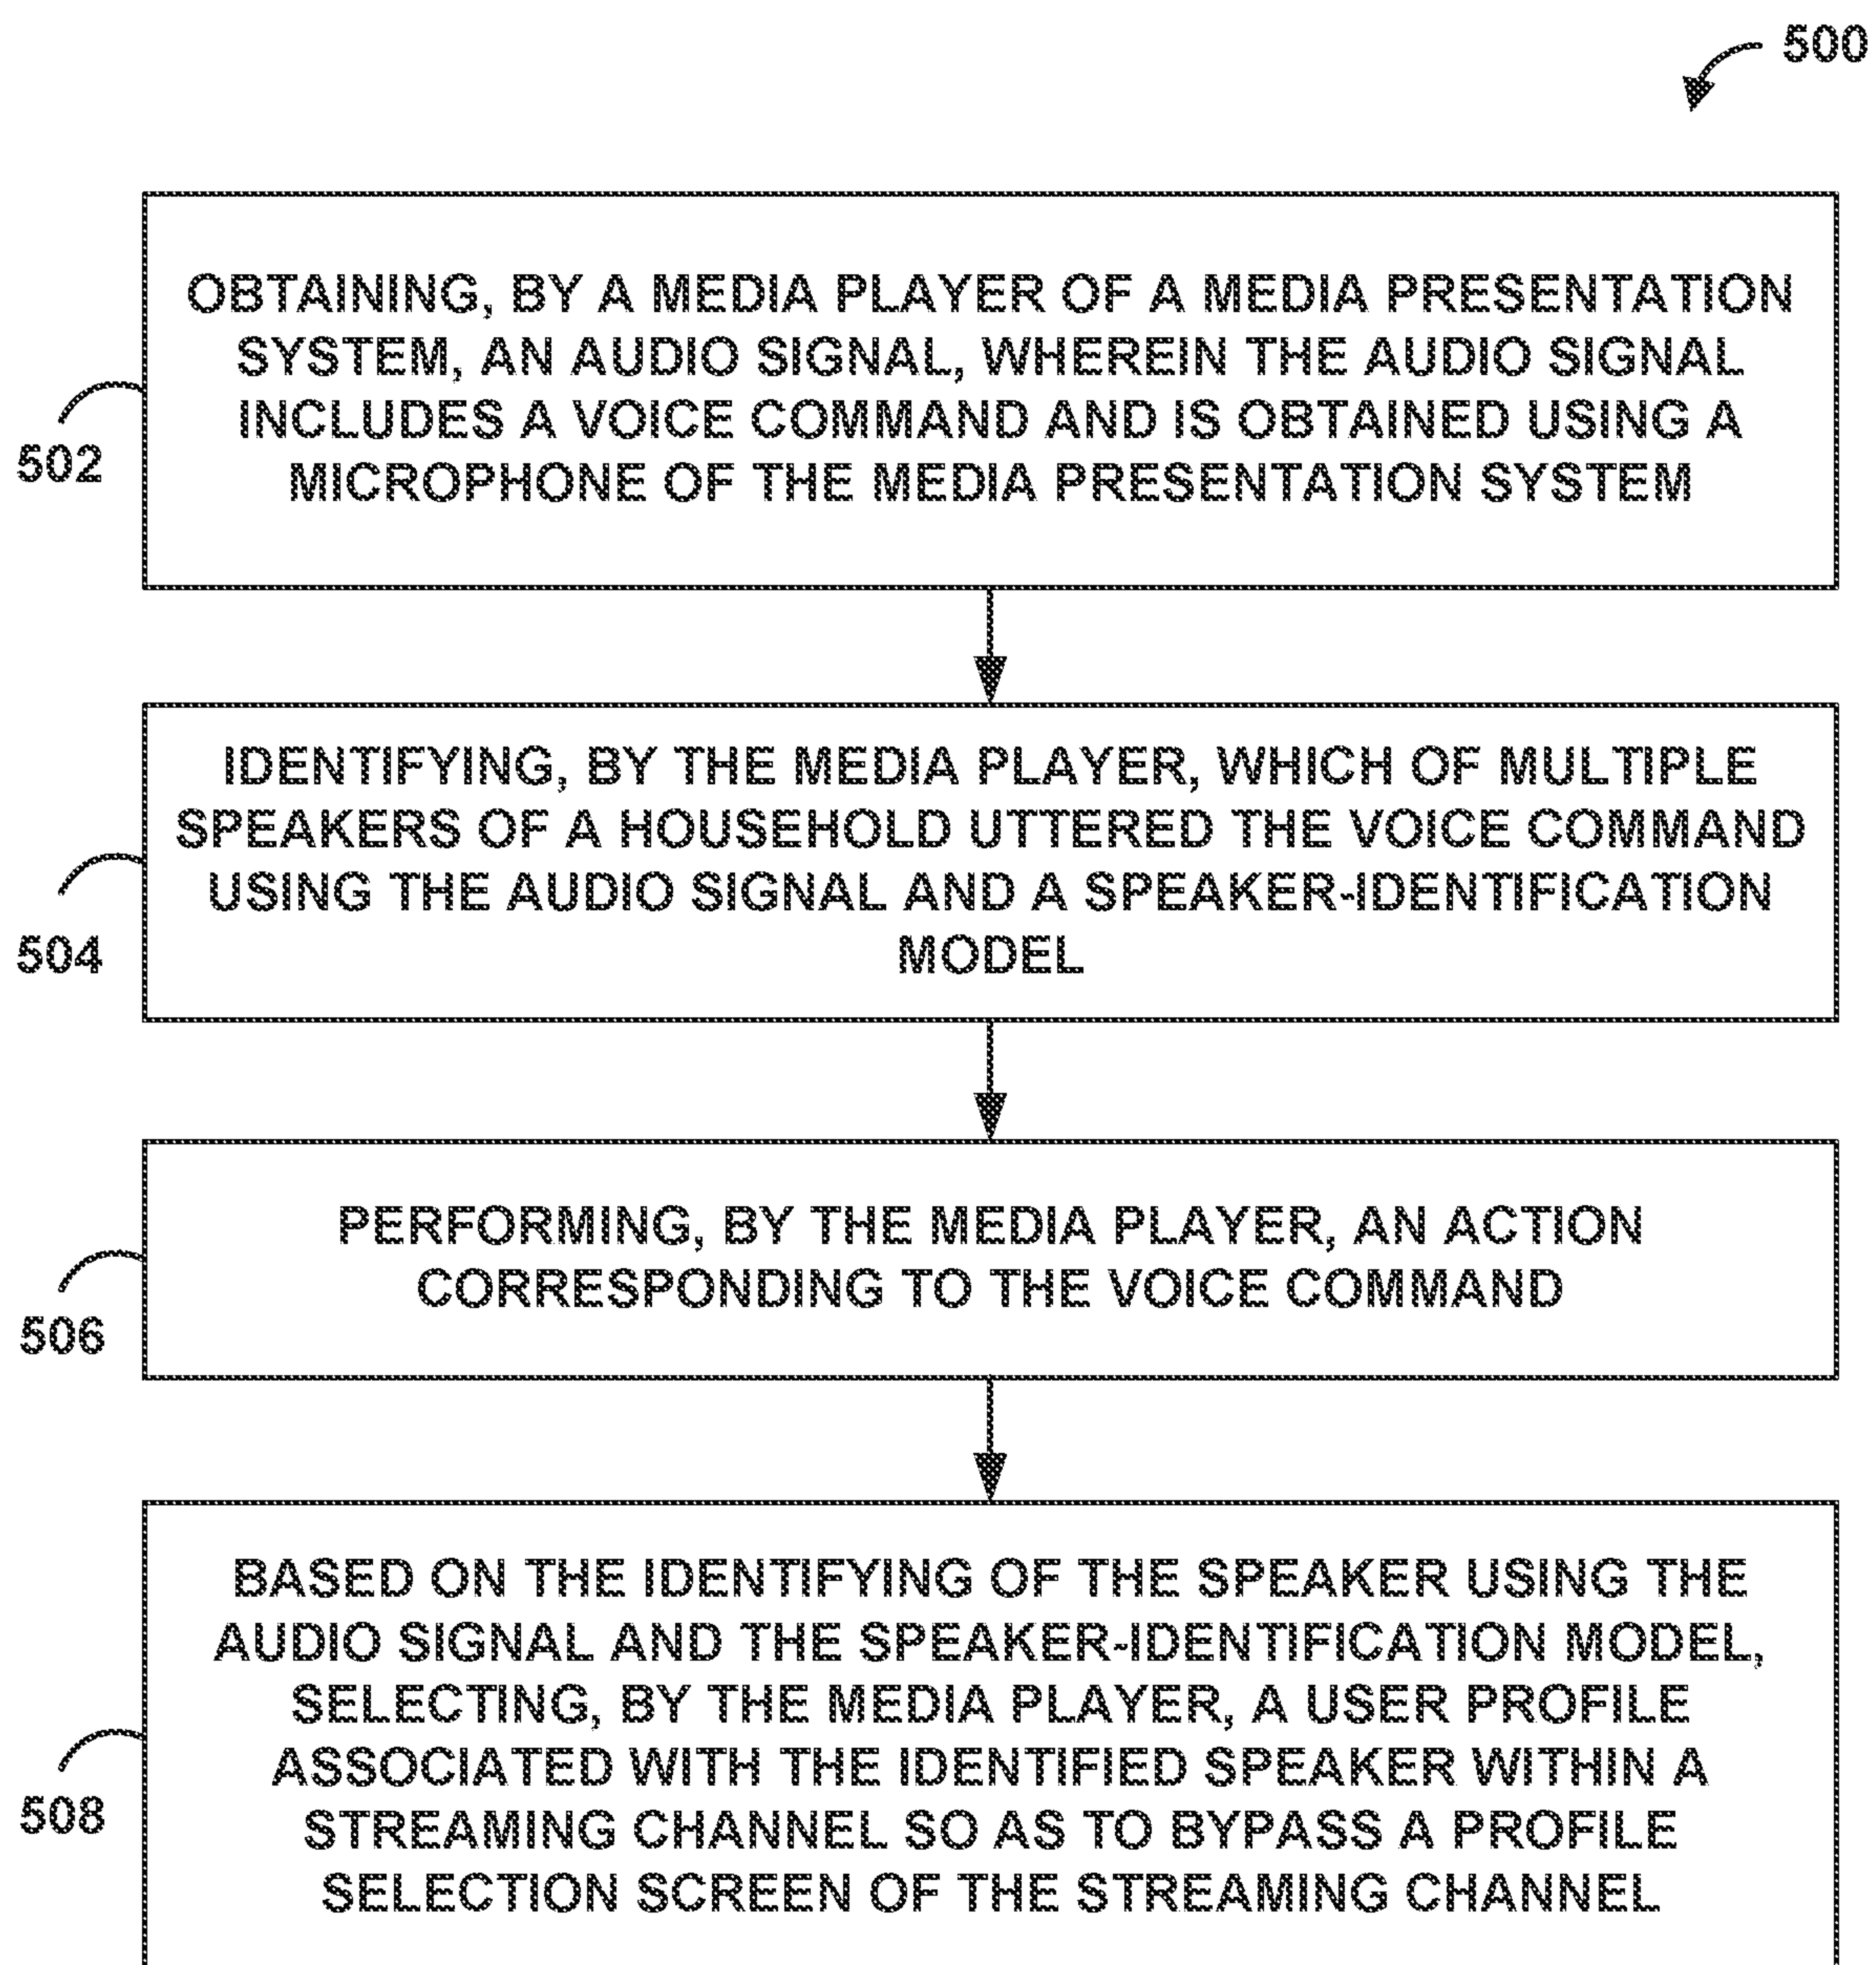 500
OBTAINING, BY A MEDIA PLAYER OF A MEDIA PRESENTATION
SYSTEM, AN AUDIO SIGNAL, WHEREIN THE AUDIO SIGNAL
INCLUDES A VOICE COMMAND AND IS OBTAINED USING A
MICROPHONE OF THE MEDIA PRESENTATION SYSTEM
502
IDENTIFYING, BY THE MEDIA PLAYER, WHICH OF MULTIPLE
SPEAKERS OF A HOUSEHOLD UTTERED THE VOICE COMMAND
USING THE AUDIO SIGNAL AND A SPEAKER-IDENTIFICATION
MODEL
504
PERFORMING, BY THE MEDIA PLAYER, AN ACTION
CORRESPONDING TO THE VOICE COMMAND
506
BASED ON THE IDENTIFYING OF THE SPEAKER USING THE
AUDIO SIGNAL AND THE SPEAKER-IDENTIFICATION MODEL,
SELECTING, BY THE MEDIA PLAYER, A USER PROFILE
ASSOCIATED WITH THE IDENTIFIED SPEAKER WITHIN A
STREAMING CHANNEL SO AS TO BYPASS A PROFILE
SELECTION SCREEN OF THE STREAMING CHANNEL
508